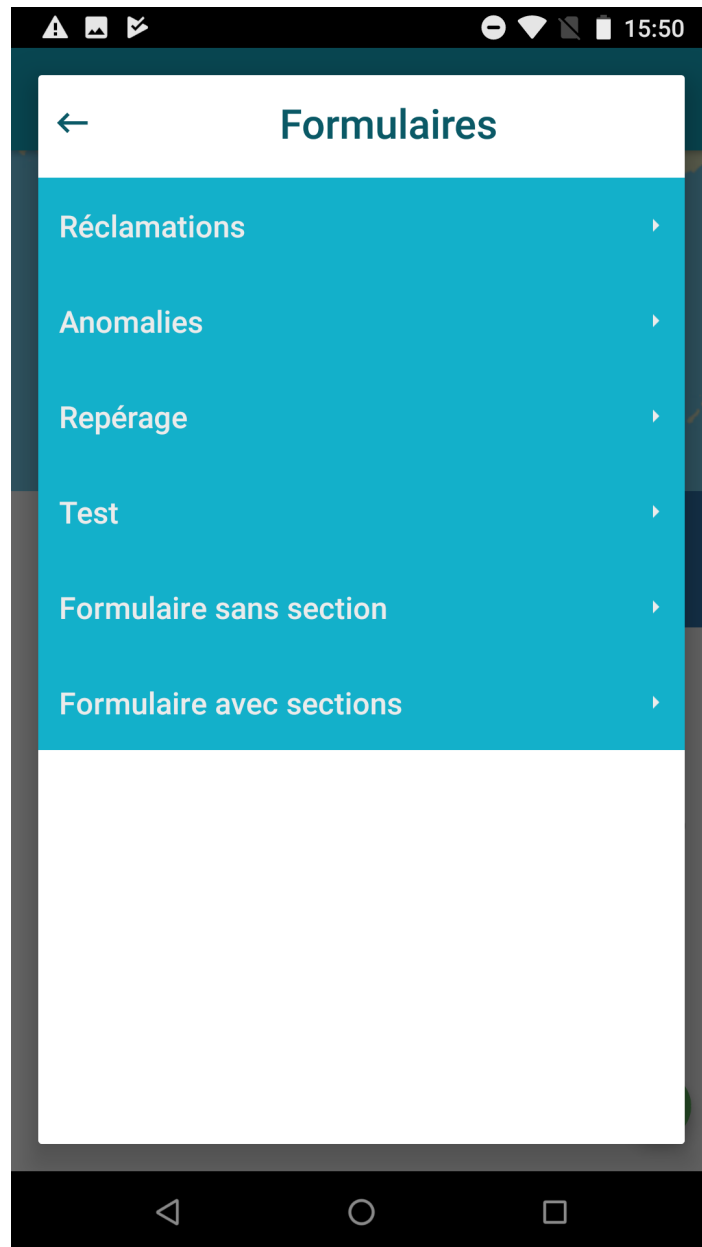 15:50
Formulaires
Réclamations
Anomalies
Repérage
Test
Formulaire sans section
Formulaire avec sections